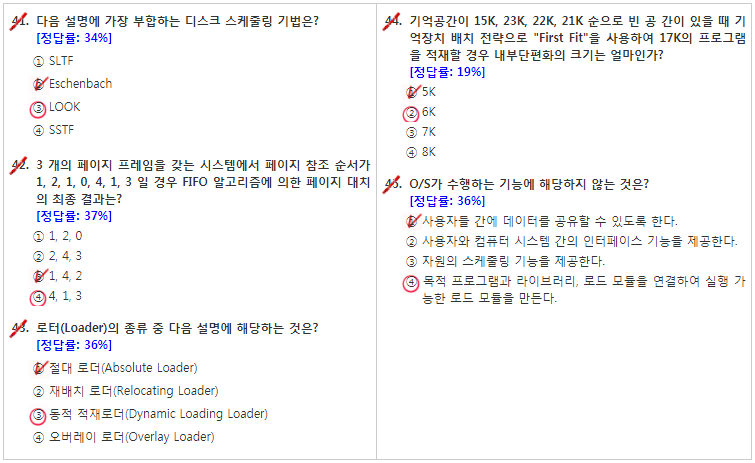 41. 다음 설명에 가장 부합하는 디스크 스케줄링 기법은?
[정답률: 34%]
① SLTF
② Eschenbach
③ LOOK
④ SSTF
42. 3 개의 페이지 프레임을 갖는 시스템에서 페이지 참조 순서가
1, 2, 1, 0, 4, 1, 3 일 경우 FIFO 알고리즘에 의한 페이지 대치
의 최종 결과는?
[정답률: 37%]
① 1, 2, 0
② 2, 4, 3
③ 1, 4, 2
④ 4, 1, 3
43. 로터(Loader)의 종류 중 다음 설명에 해당하는 것은?
[정답률: 36%]
① 절대 로더(Absolute Loader)
② 재배치 로더(Relocating Loader)
③ 동적 적재로더(Dynamic Loading Loader)
④ 오버레이 로더(Overlay Loader)
44. 기억공간이 15K, 23K, 22K, 21K 순으로 빈 공 간이 있을 때 기
억장치 배치 전략으로 "First Fit"을 사용하여 17K의 프로그램
을 적재할 경우 내부단편화의 크기는 얼마인가?
[정답률: 19%]
① 5K
② 6K
③ 7K
④ 8K
45. O/S가 수행하는 기능에 해당하지 않는 것은?
[정답률: 36%]
① 사용자들 간에 데이터를 공유할 수 있도록 한다.
② 사용자와 컴퓨터 시스템 간의 인터페이스 기능을 제공한다.
③ 자원의 스케줄링 기능을 제공한다.
④ 목적 프로그램과 라이브러리, 로드 모듈을 연결하여 실행 가
능한 로드 모듈을 만든다.